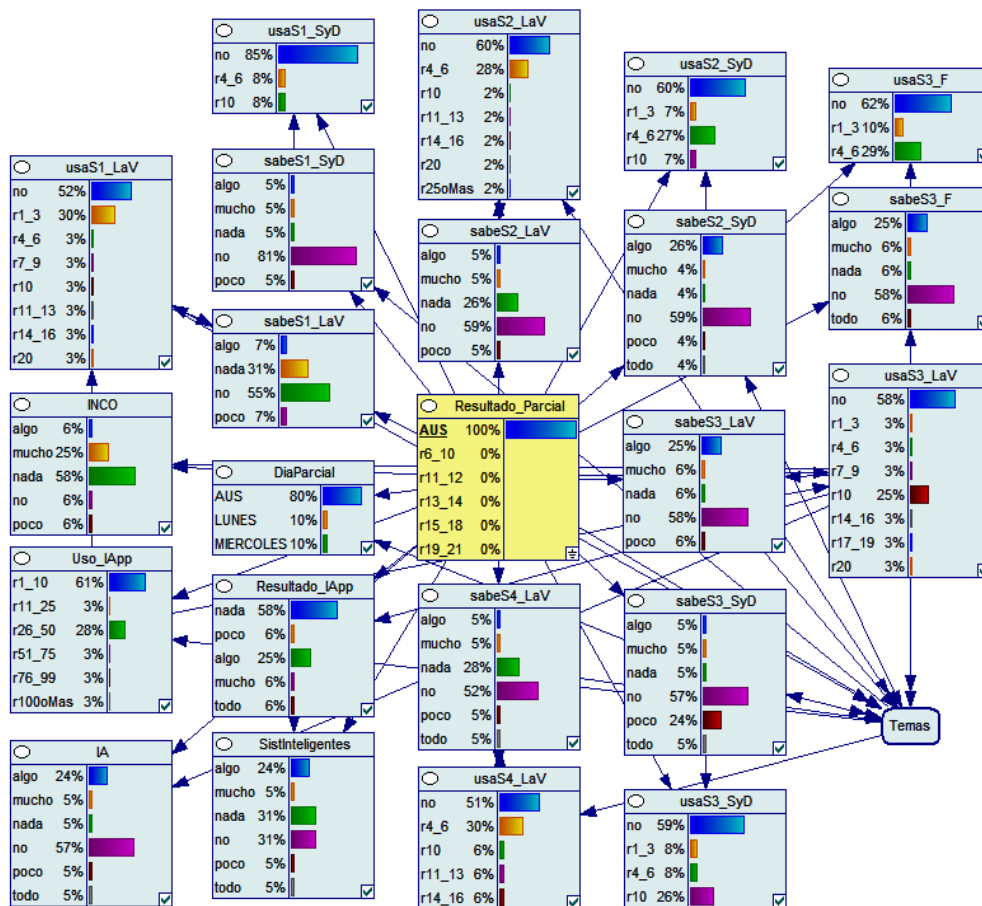 usaS1_SyD
no 85%
r4_6 8%
r10 8%
usaS2_LaV
no 60%
r4_6 28%
r10 2%
r11_13 2%
r14_16 2%
r20 2%
r25oMas 2%
usaS2_SyD
no 60%
r1_3 7%
r4_6 27%
r10 7%
usaS3_F
no 62%
r1_3 10%
r4_6 29%
usaS1_LaV
no 52%
r1_3 30%
r4_6 3%
r7_9 3%
r10 3%
r11_13 3%
r14_16 3%
r20 3%
sabeS1_SyD
algo 5%
mucho 5%
nada 5%
no 81%
poco 5%
sabeS2_LaV
algo 5%
mucho 5%
nada 26%
no 59%
poco 5%
sabeS2_SyD
algo 26%
mucho 4%
nada 4%
no 59%
poco 4%
todo 4%
sabeS3_F
algo 25%
mucho 6%
nada 6%
no 58%
todo 6%
sabeS1_LaV
algo 7%
nada 31%
no 55%
poco 7%
INCO
algo 6%
mucho 25%
nada 58%
no 6%
poco 6%
Resultado_Parcial
AUS 100%
r6_10 0%
r11_12 0%
r13_14 0%
r15_18 0%
r19_21 0%
sabeS3_LaV
algo 25%
mucho 6%
nada 6%
no 58%
poco 6%
usaS3_LaV
no 58%
r1_3 3%
r4_6 3%
r7_9 3%
r10 25%
r14_16 3%
r17_19 3%
r20 3%
DiaParcial
AUS 80%
LUNES 10%
MIERCOLES 10%
Uso_IApp
r1_10 61%
r11_25 3%
r26_50 28%
r51_75 3%
r76_99 3%
r100oMas 3%
Resultado_IApp
nada 58%
poco 6%
algo 25%
mucho 6%
todo 6%
sabeS4_LaV
algo 5%
mucho 5%
nada 28%
no 52%
poco 5%
todo 5%
sabeS3_SyD
algo 5%
mucho 5%
nada 5%
no 57%
poco 24%
todo 5%
Temas
IA
algo 24%
mucho 5%
nada 5%
no 57%
poco 5%
todo 5%
SistInteligentes
algo 24%
mucho 5%
nada 31%
no 31%
poco 5%
todo 5%
usaS4_LaV
no 51%
r4_6 30%
r10 6%
r11_13 6%
r14_16 6%
usaS3_SyD
no 59%
r1_3 8%
r4_6 8%
r10 26%